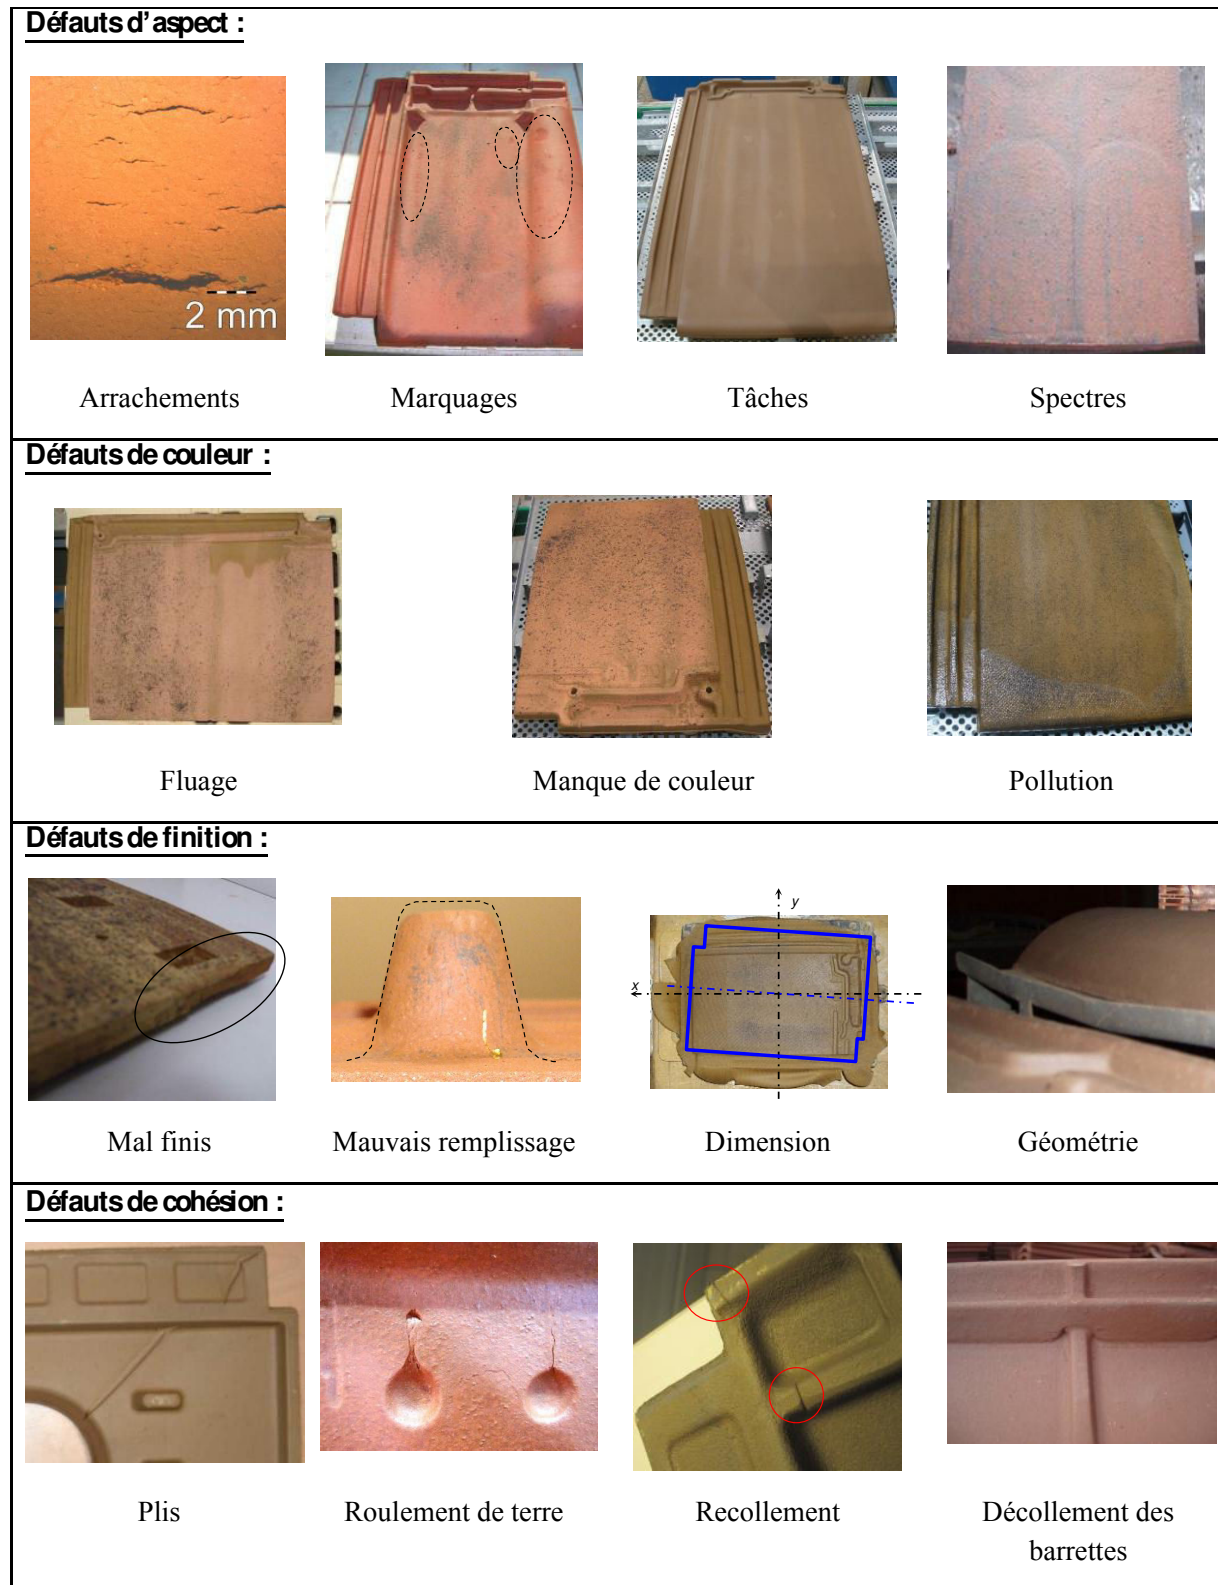 Défauts d'aspect :
2 mm
Arrachements
Marquages
Tâches
Spectres
Défauts de couleur :
Fluage
Manque de couleur
Pollution
Défauts de finition :
y
x
Mal finis
Mauvais remplissage
Dimension
Géométrie
Défauts de cohésion :
Plis
Roulement de terre
Recollement
Décollement des
barrettes